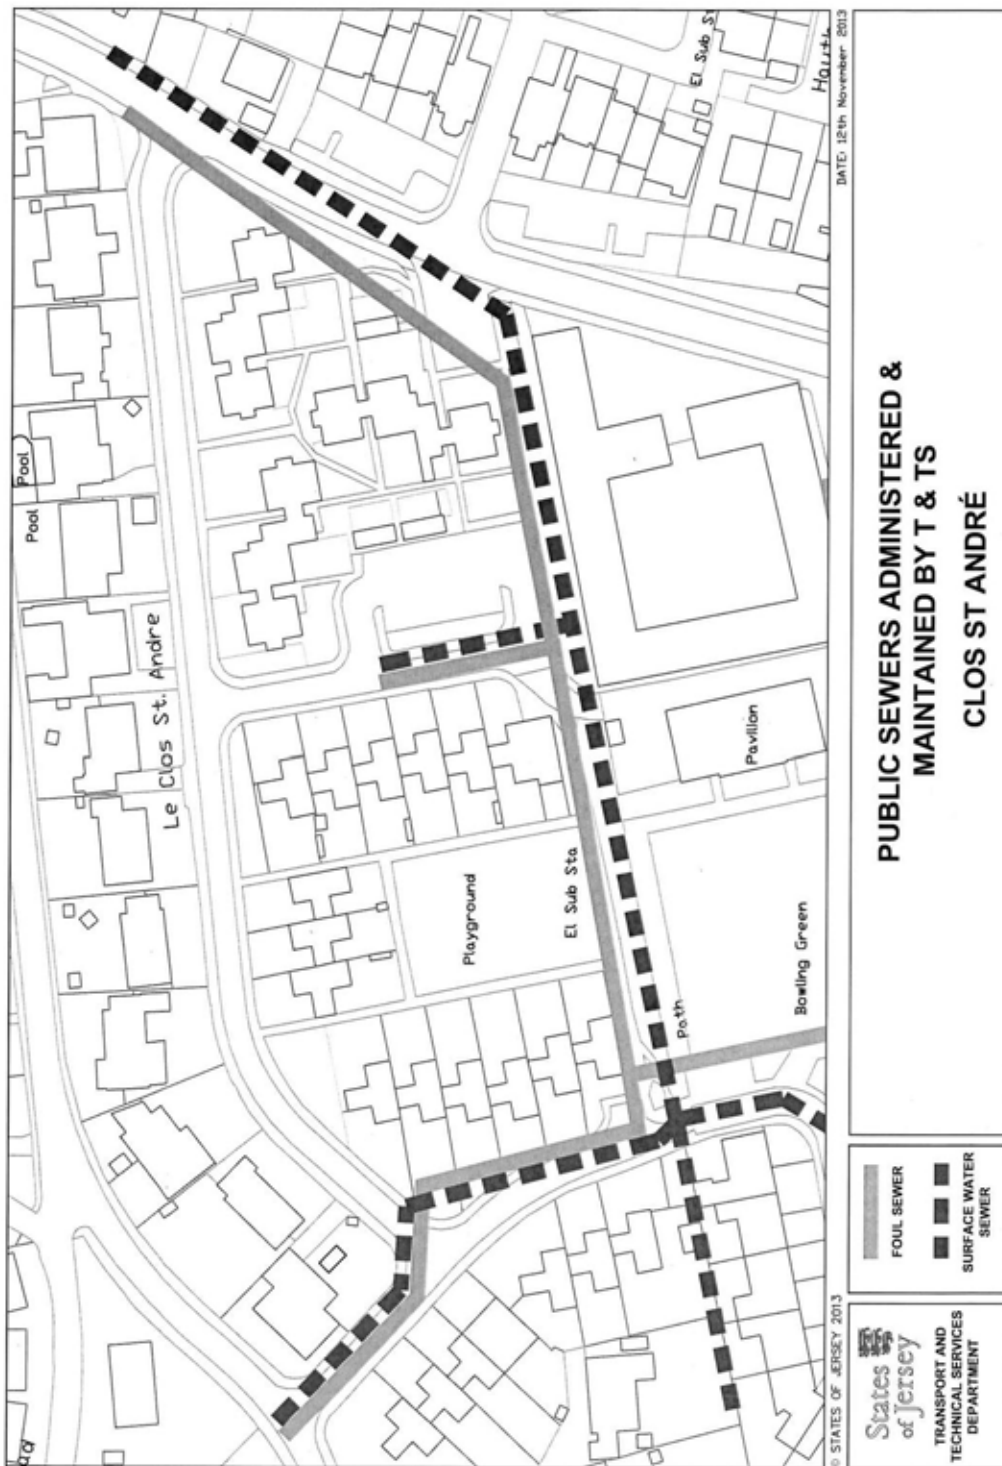 Pool
Pool
Le Clos St. Andre
El Sub St
Playground
El Sub Sta
Pavilion
Bowling Green
Path
DATE: 12th November 2013
© STATES OF JERSEY 2013
PUBLIC SEWERS ADMINISTERED &
MAINTAINED BY T & TS
CLOS ST ANDRÉ
FOUL SEWER
SURFACE WATER
SEWER
States
of Jersey
TRANSPORT AND
TECHNICAL SERVICES
DEPARTMENT